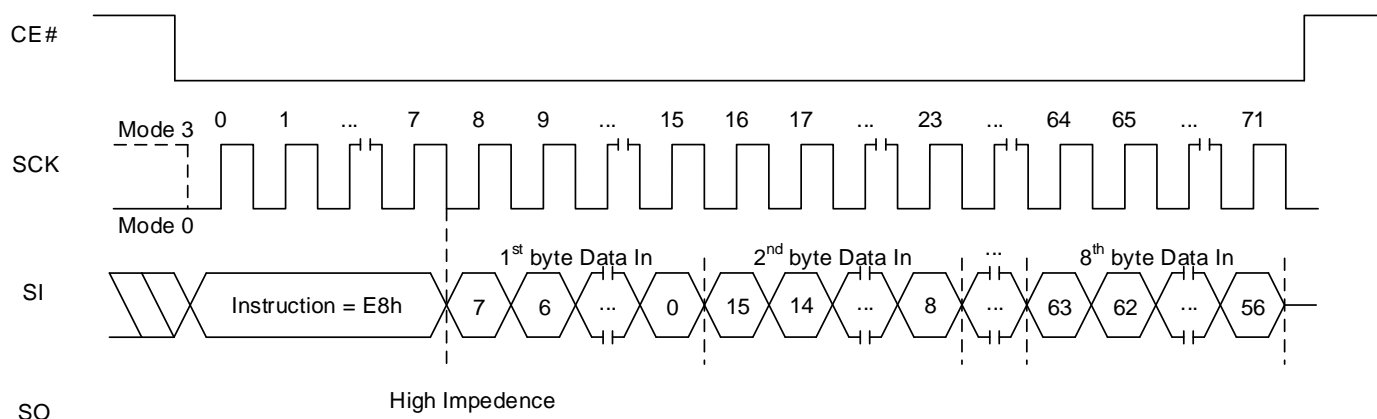 CE#
0 1 ... 7 8 9 ... 15 16 17 ... 23 ... 64 65 ... 71
Mode 3
SCK
Mode 0
1st byte Data In 2nd byte Data In ... 8th byte Data In
SI Instruction = E8h 7 6 ... 0 15 14 ... 8 ... 63 62 ... 56
High Impedence
SO